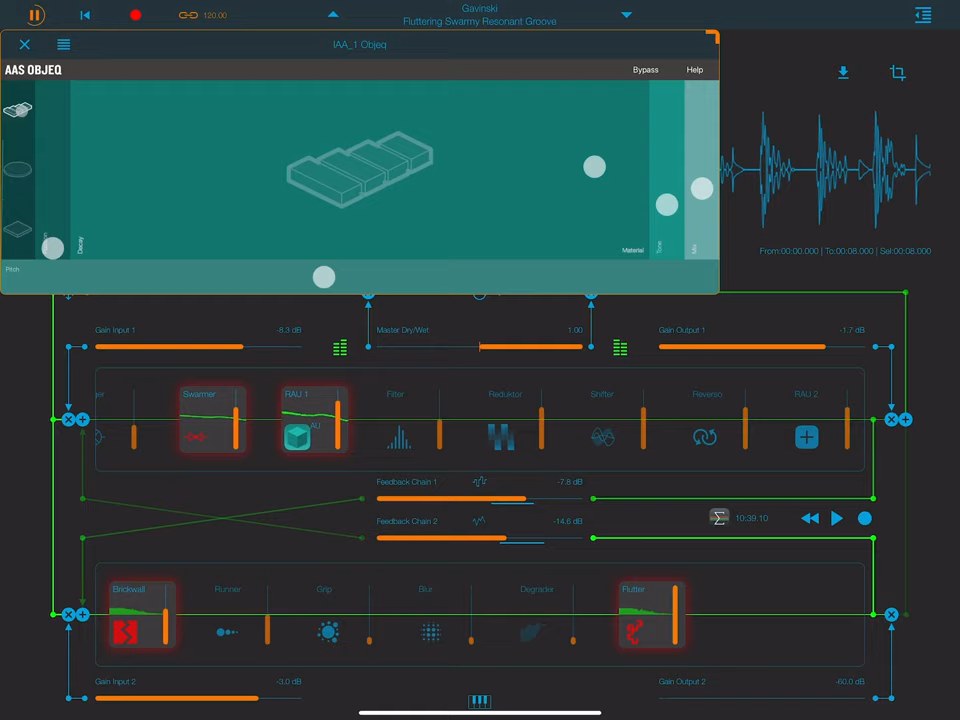 120.00
Gavinski
Fluttering Swarmy Resonant Groove
IAA_1 Objeq
AAS OBJEQ
Bypass
Help
Decay
Material
Tone
Mix
Pitch
From:00:00.000 | To:00:08.000 | Sel:00:08.000
Gain Input 1
-8.3 dB
Master Dry/Wet
1.00
Gain Output 1
-1.7 dB
Swarmer
RAU 1
AU
Filter
Reduktor
Shifter
Reverso
RAU 2
Feedback Chain 1
-7.8 dB
Feedback Chain 2
-14.6 dB
10:39.10
Brickwall
Runner
Grip
Blur
Degrader
Flutter
Gain Input 2
-3.0 dB
Gain Output 2
-60.0 dB